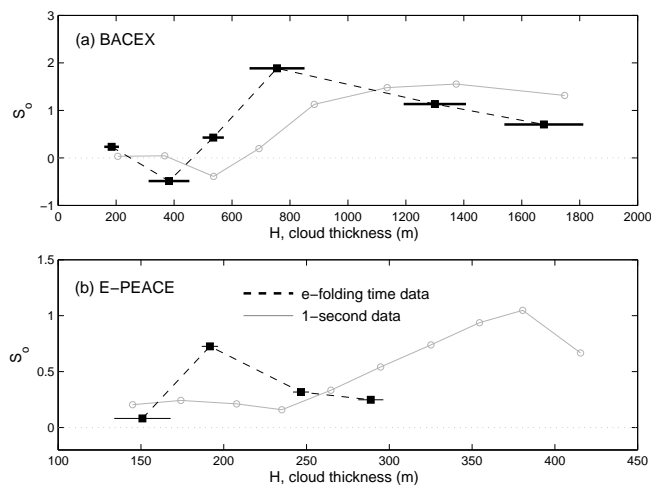 3
(a) BACEX
2
1
0
−1
S_o
0 200 400 600 800 1000 1200 1400 1600 1800 2000
H, cloud thickness (m)
1.5
(b) E−PEACE
e−folding time data
1−second data
1
0.5
0
S_o
100 150 200 250 300 350 400 450
H, cloud thickness (m)